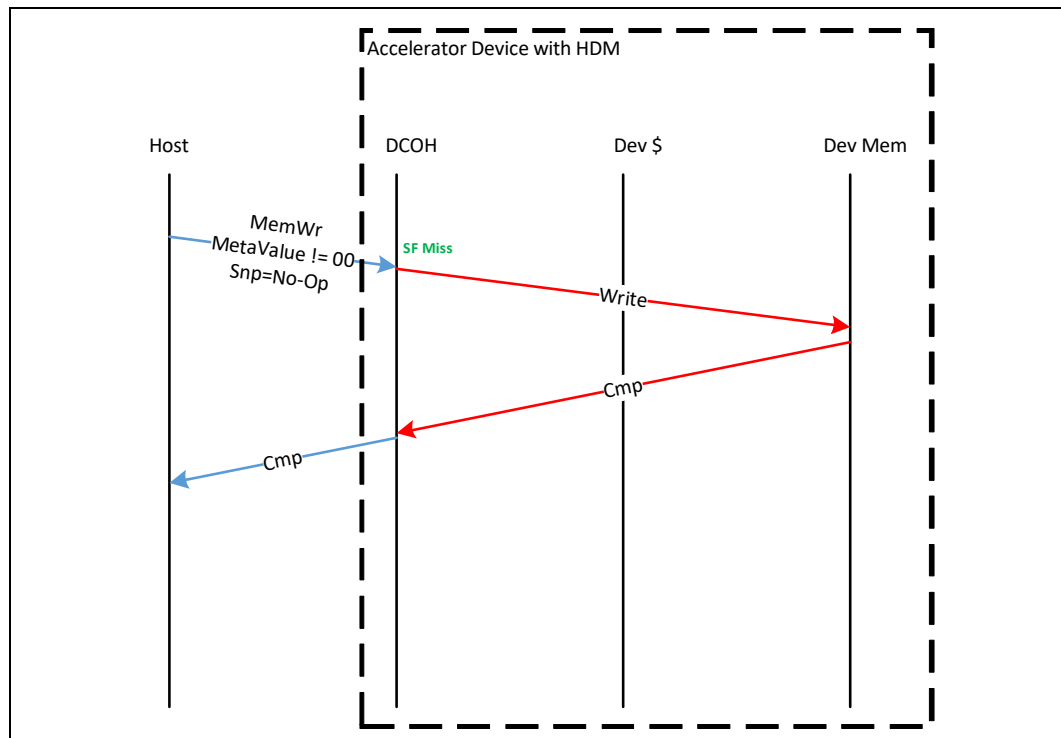 Accelerator Device with HDM
Host
DCOH
Dev $
Dev Mem
MemWr
MetaValue != 00
Snp=No-Op
SF Miss
Write
Cmp
Cmp